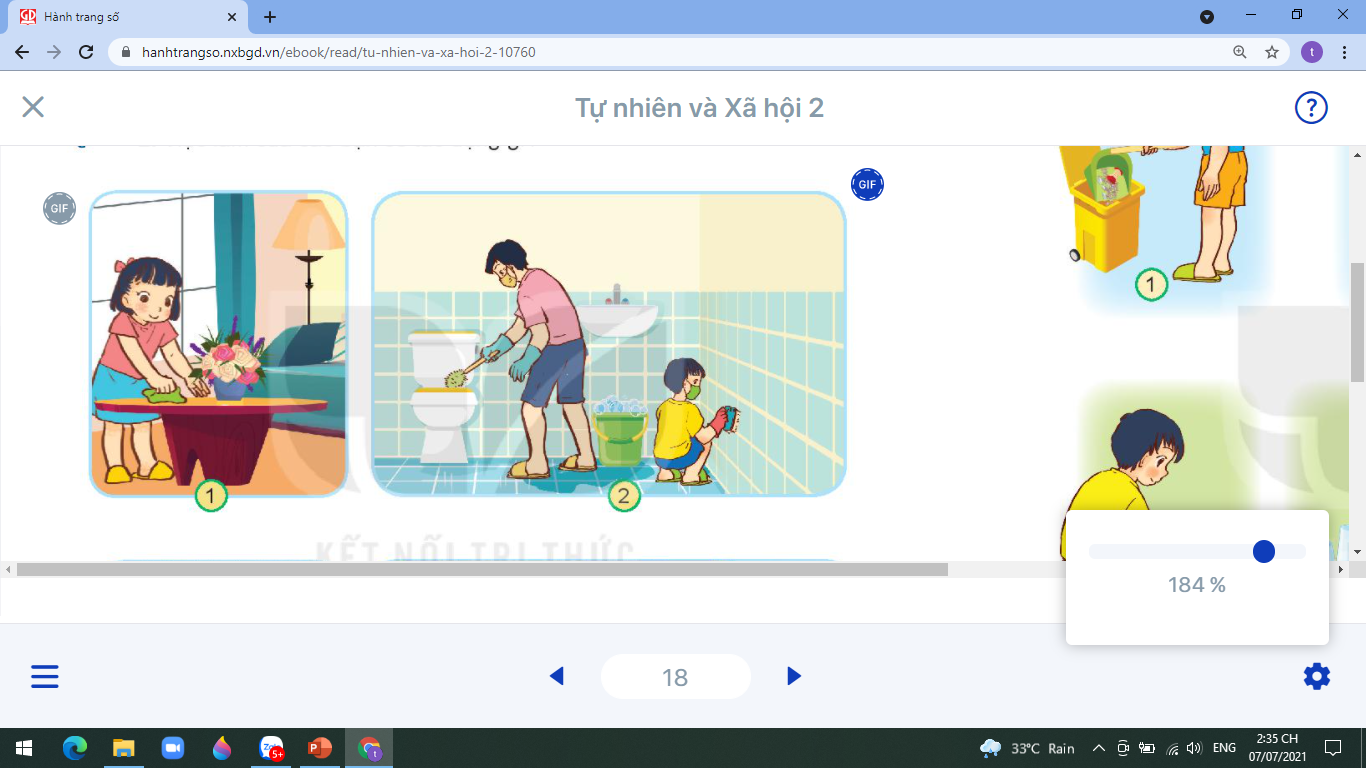 Hành trang số
hanhtrangso.nxbgd.vn/ebook/read/tu-nhien-va-xa-hoi-2-10760
t
Tự nhiên và Xã hội 2
?
GIF
GIF
1
2
1
KẾT NỐI TRI THỨC
184 %
18
Zalo
5+
33°C Rain
ENG
2:35 CH
07/07/2021